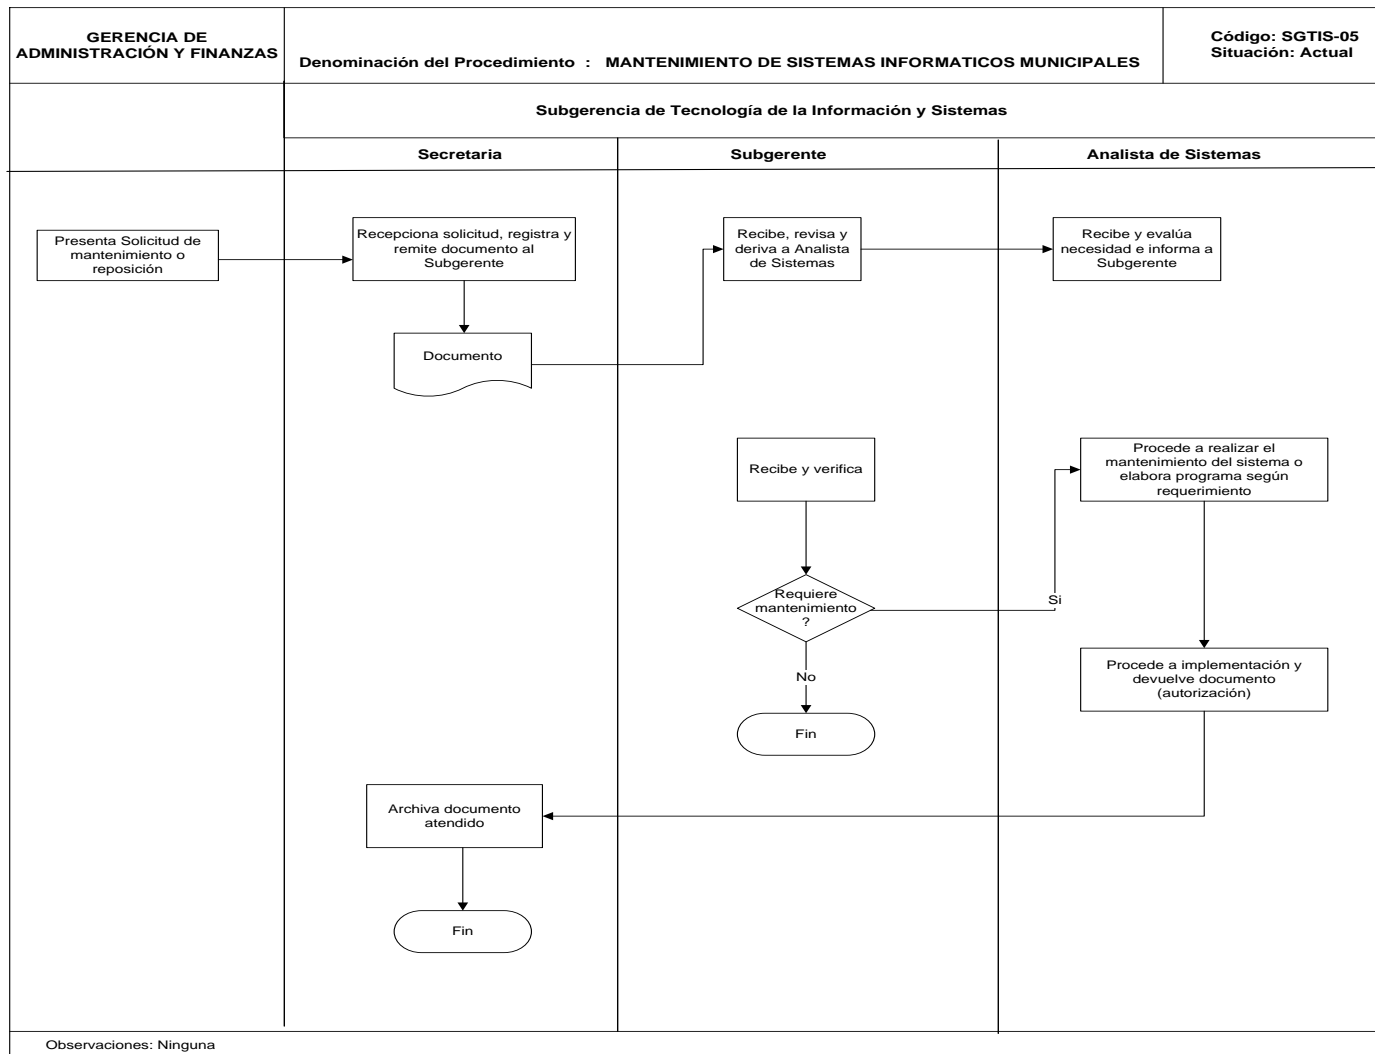 GERENCIA DE
ADMINISTRACIÓN Y FINANZAS
Denominación del Procedimiento : MANTENIMIENTO DE SISTEMAS INFORMATICOS MUNICIPALES
Código: SGTIS-05
Situación: Actual
Subgerencia de Tecnología de la Información y Sistemas
Secretaria
Subgerente
Analista de Sistemas
Presenta Solicitud de
mantenimiento o
reposición
Recepciona solicitud, registra y
remite documento al
Subgerente
Recibe, revisa y
deriva a Analista
de Sistemas
Recibe y evalúa
necesidad e informa a
Subgerente
Documento
Recibe y verifica
Procede a realizar el
mantenimiento del sistema o
elabora programa según
requerimiento
Requiere
mantenimiento
?
Si
No
Procede a implementación y
devuelve documento
(autorización)
Fin
Archiva documento
atendido
Fin
Observaciones: Ninguna